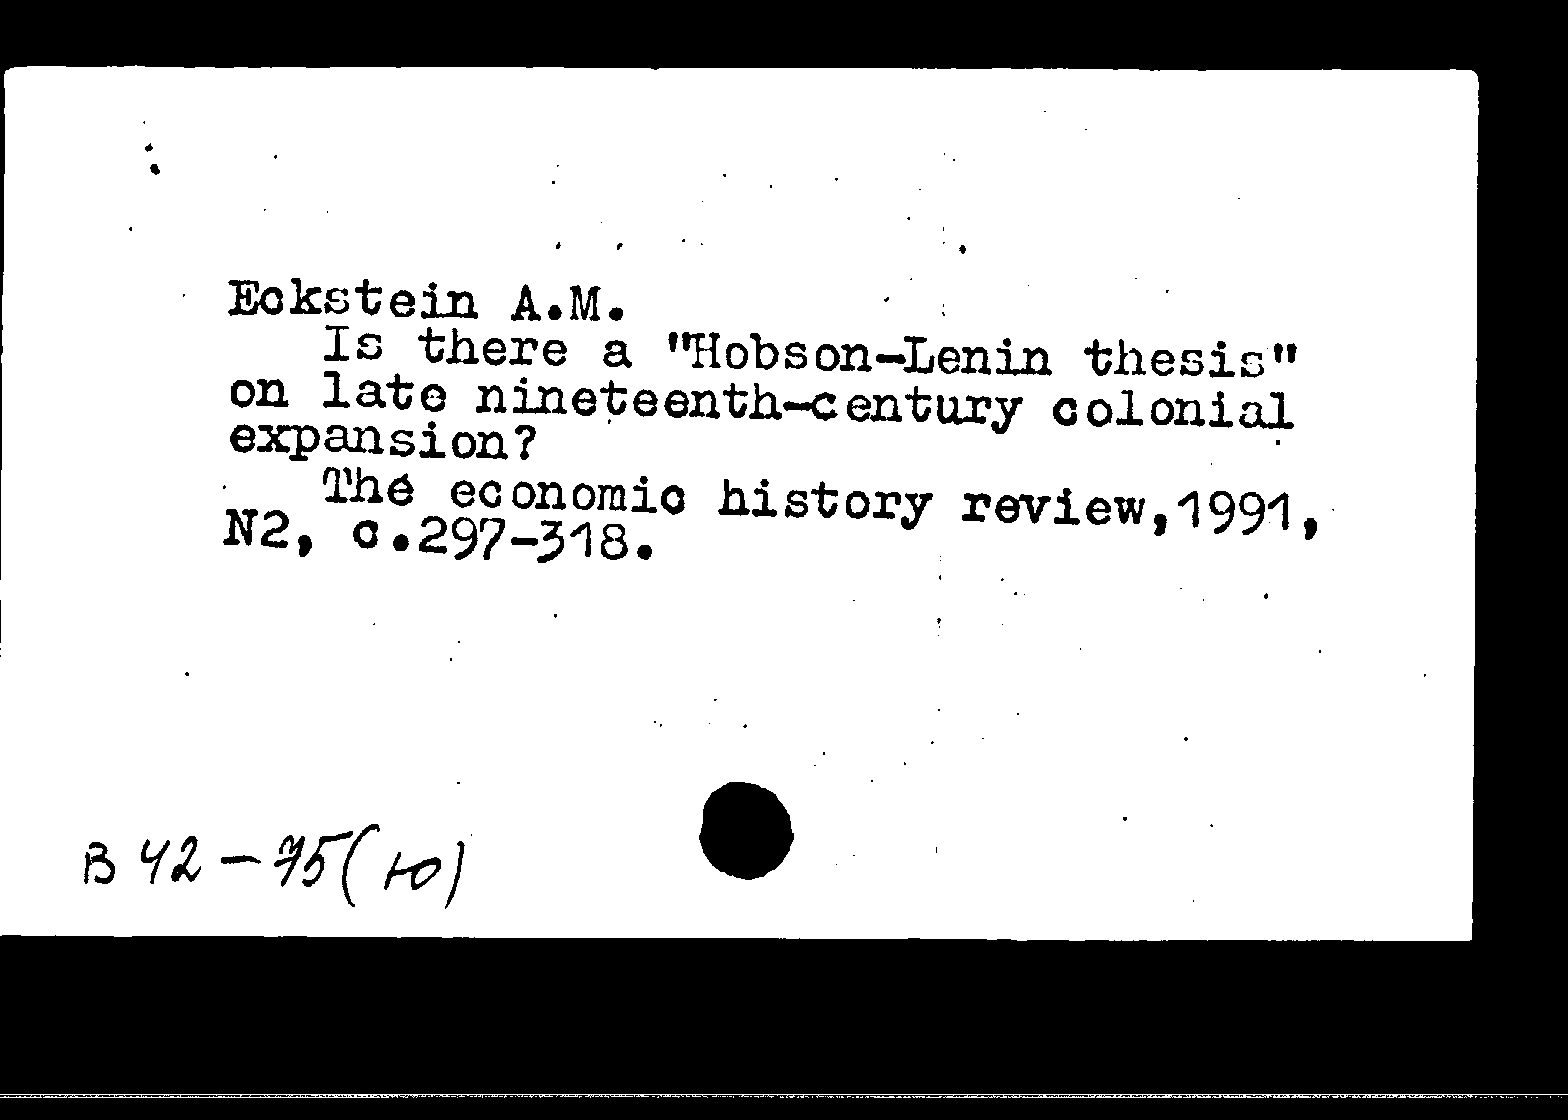 Eckstein A.M.
Is there a "Hobson-Lenin thesis"
on late nineteenth-century colonial
expansion?
The economic history review,1991,
N2, c.297-318.
В 42 – 75 (Ю)